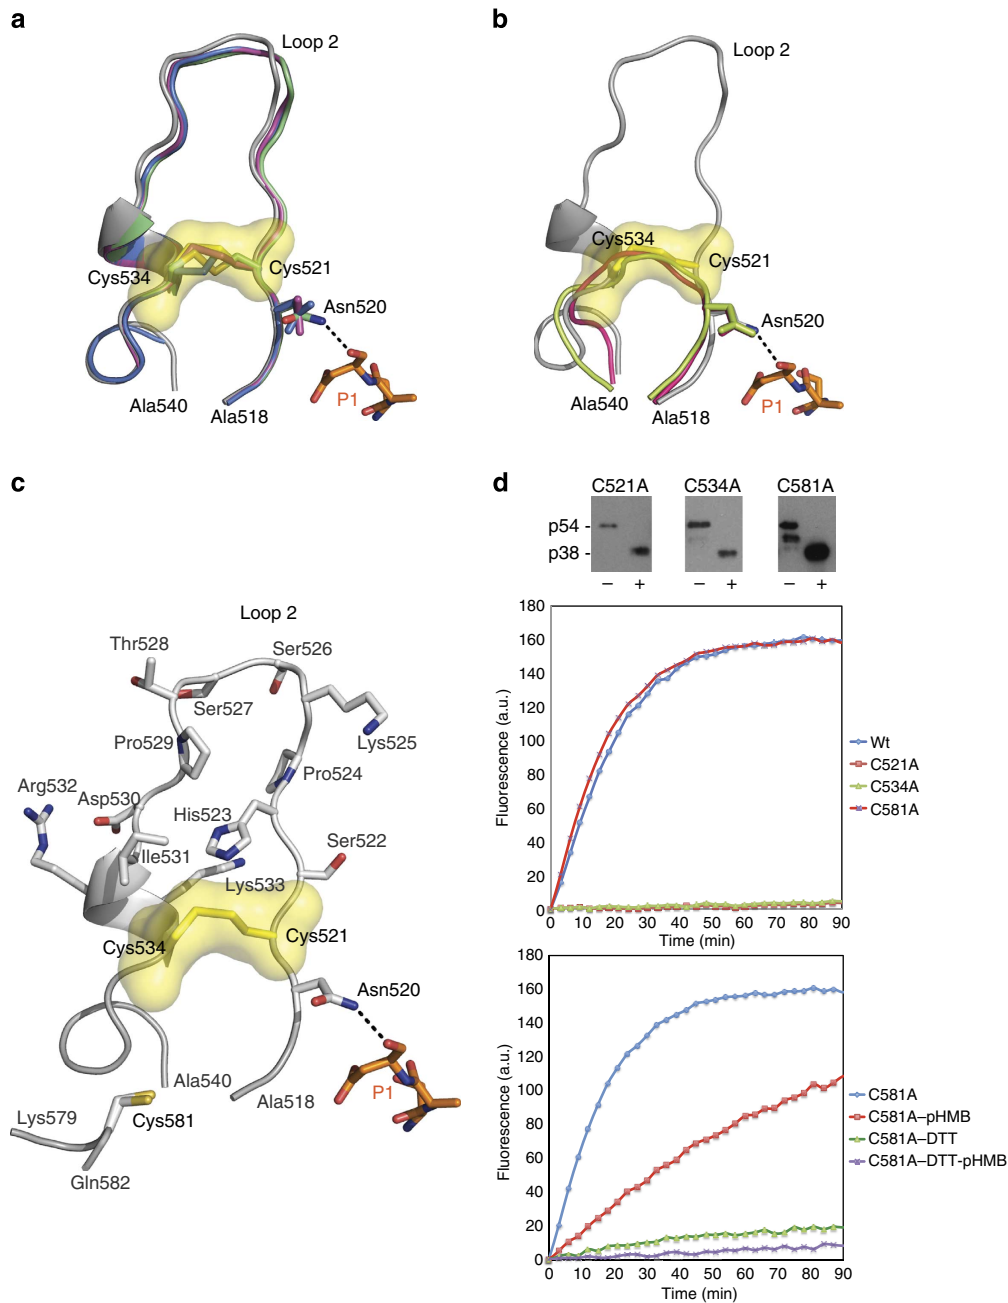 a
Loop 2
Cys534
Cys521
Asn520
P1
Ala540
Ala518
b
Loop 2
Cys534
Cys521
Asn520
P1
Ala540
Ala518
c
Loop 2
Thr528
Ser526
Ser527
Lys525
Pro529
Pro524
Arg532
Asp530
His523
Ser522
Ile531
Lys533
Cys534
Cys521
Asn520
P1
Ala540
Ala518
Lys579
Cys581
Gln582
d
C521A C534A C581A
p54 -
p38 -
– + – + – +
180
160
140
120
100
80
60
40
20
0
Fluorescence (a.u.)
0 10 20 30 40 50 60 70 80 90
Time (min)
Wt
C521A
C534A
C581A
180
160
140
120
100
80
60
40
20
0
Fluorescence (a.u.)
0 10 20 30 40 50 60 70 80 90
Time (min)
C581A
C581A–pHMB
C581A–DTT
C581A–DTT-pHMB